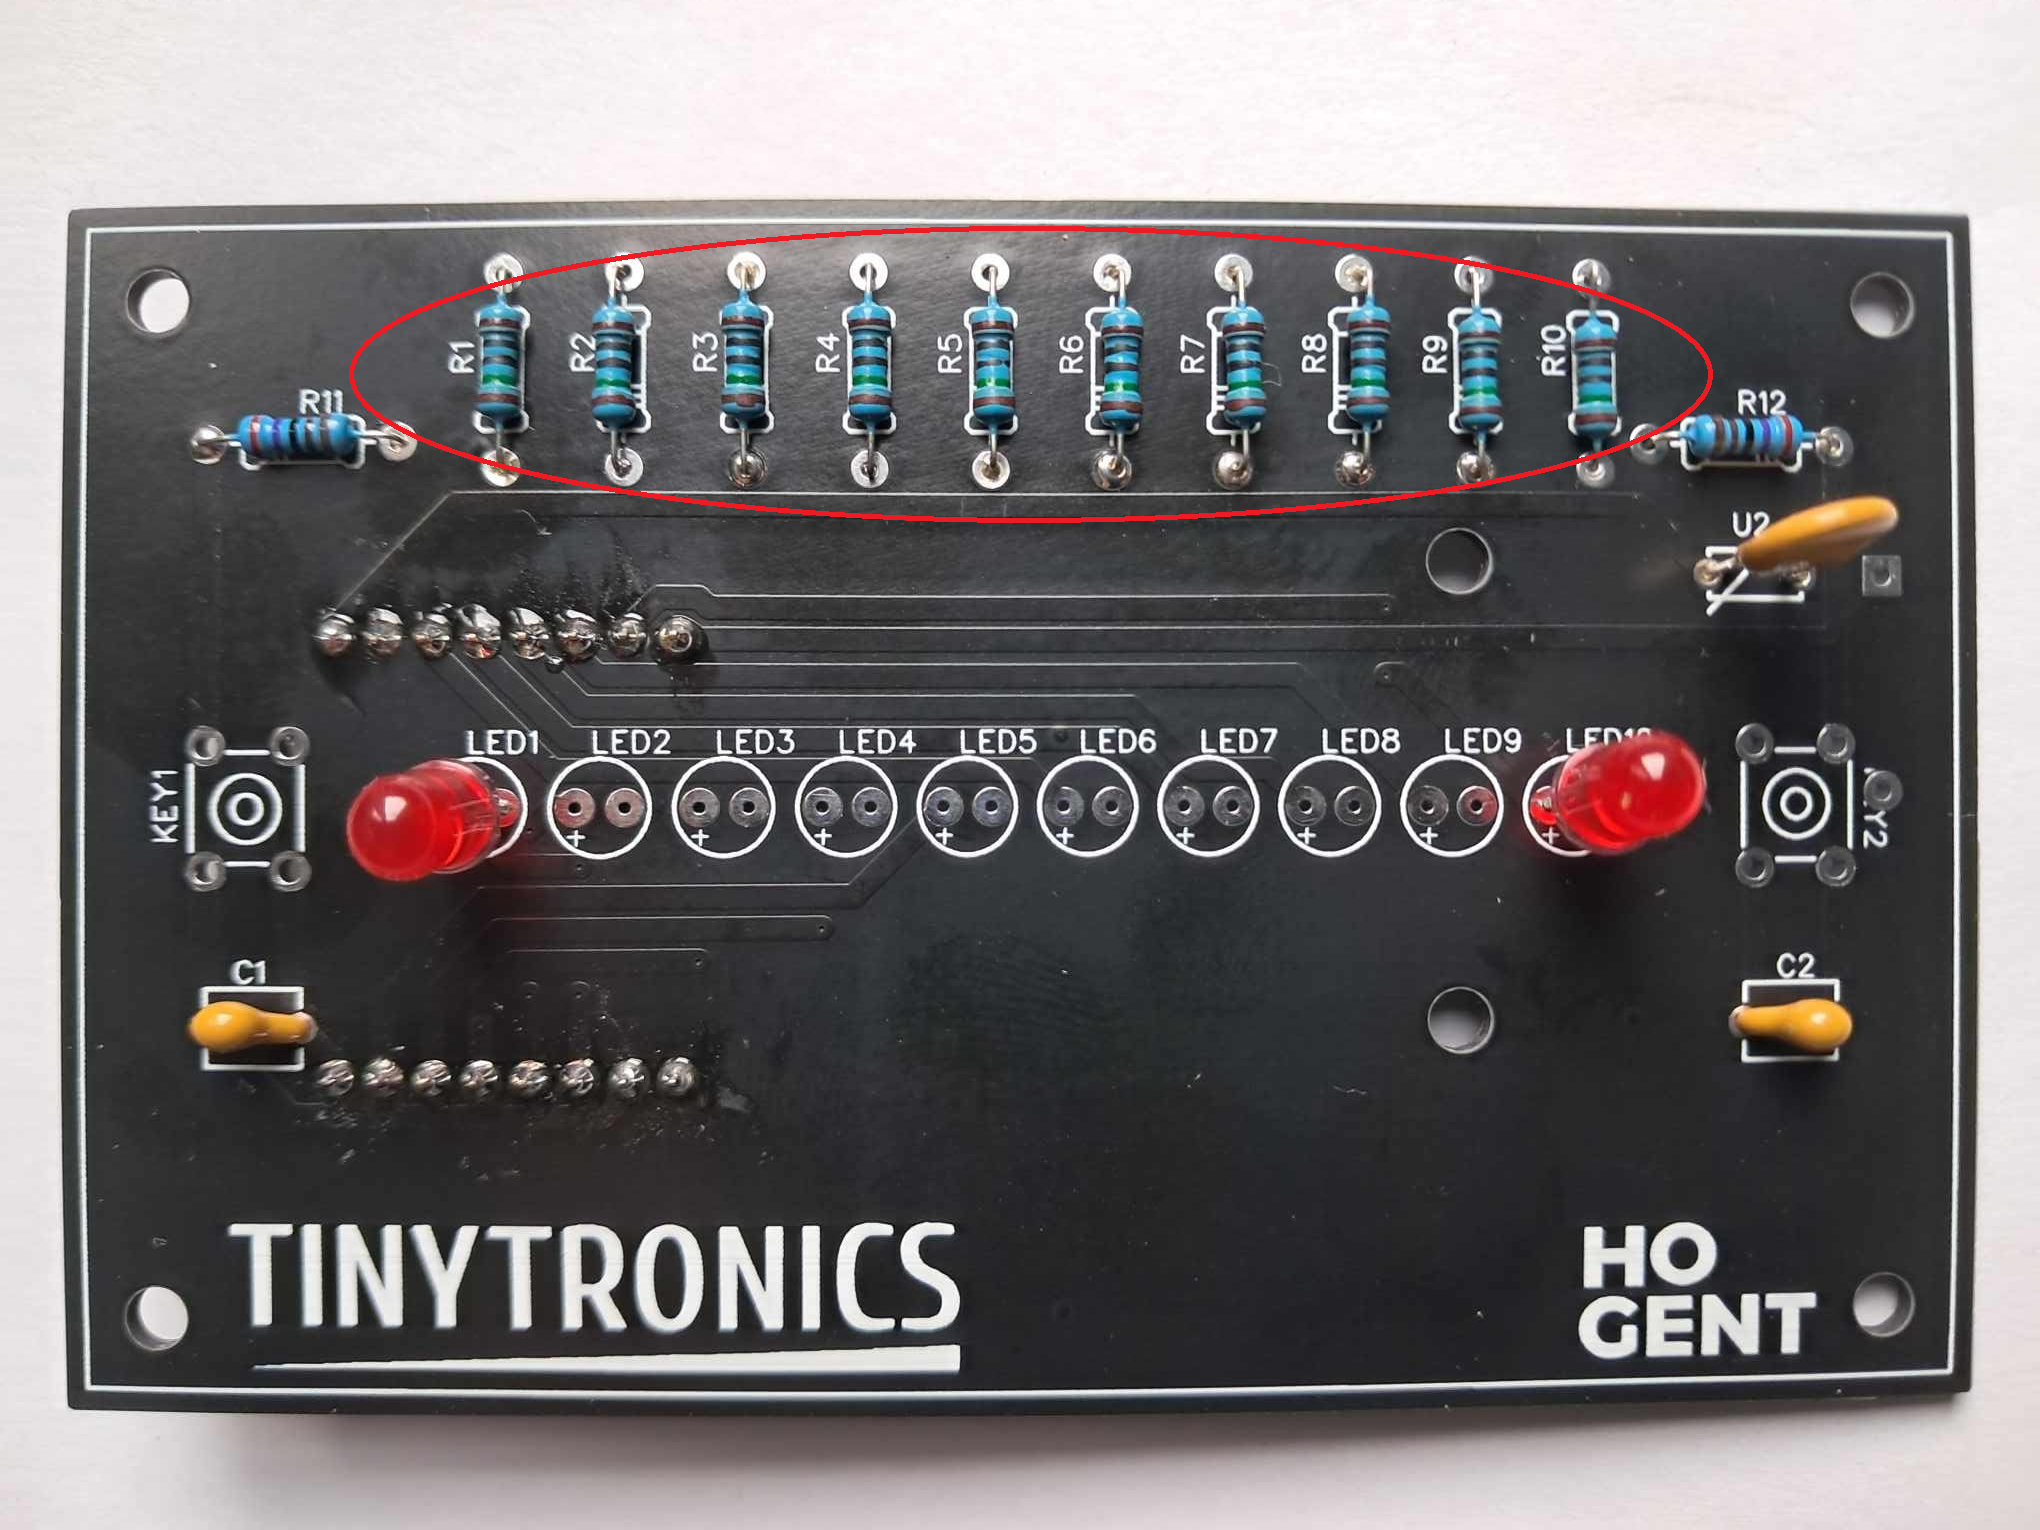 R1
R2
R3
R4
R5
R6
R7
R8
R9
R10
R11
R12
U2
LED1
LED2
LED3
LED4
LED5
LED6
LED7
LED8
LED9
KEY1
+
+
+
+
+
+
+
+
+
C1
C2
TINYTRONICS
HO
GENT